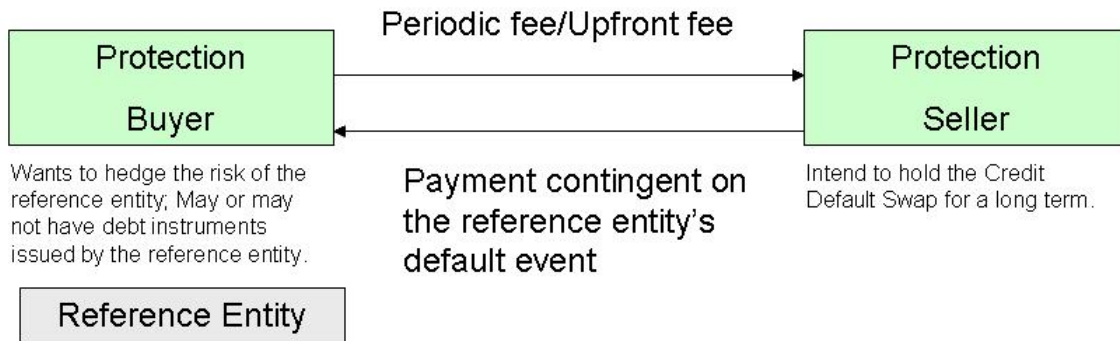 Periodic fee/Upfront fee
Protection
Buyer
Protection
Seller
Wants to hedge the risk of the
reference entity; May or may
not have debt instruments
issued by the reference entity.
Payment contingent on
the reference entity's
default event
Intend to hold the Credit
Default Swap for a long term.
Reference Entity